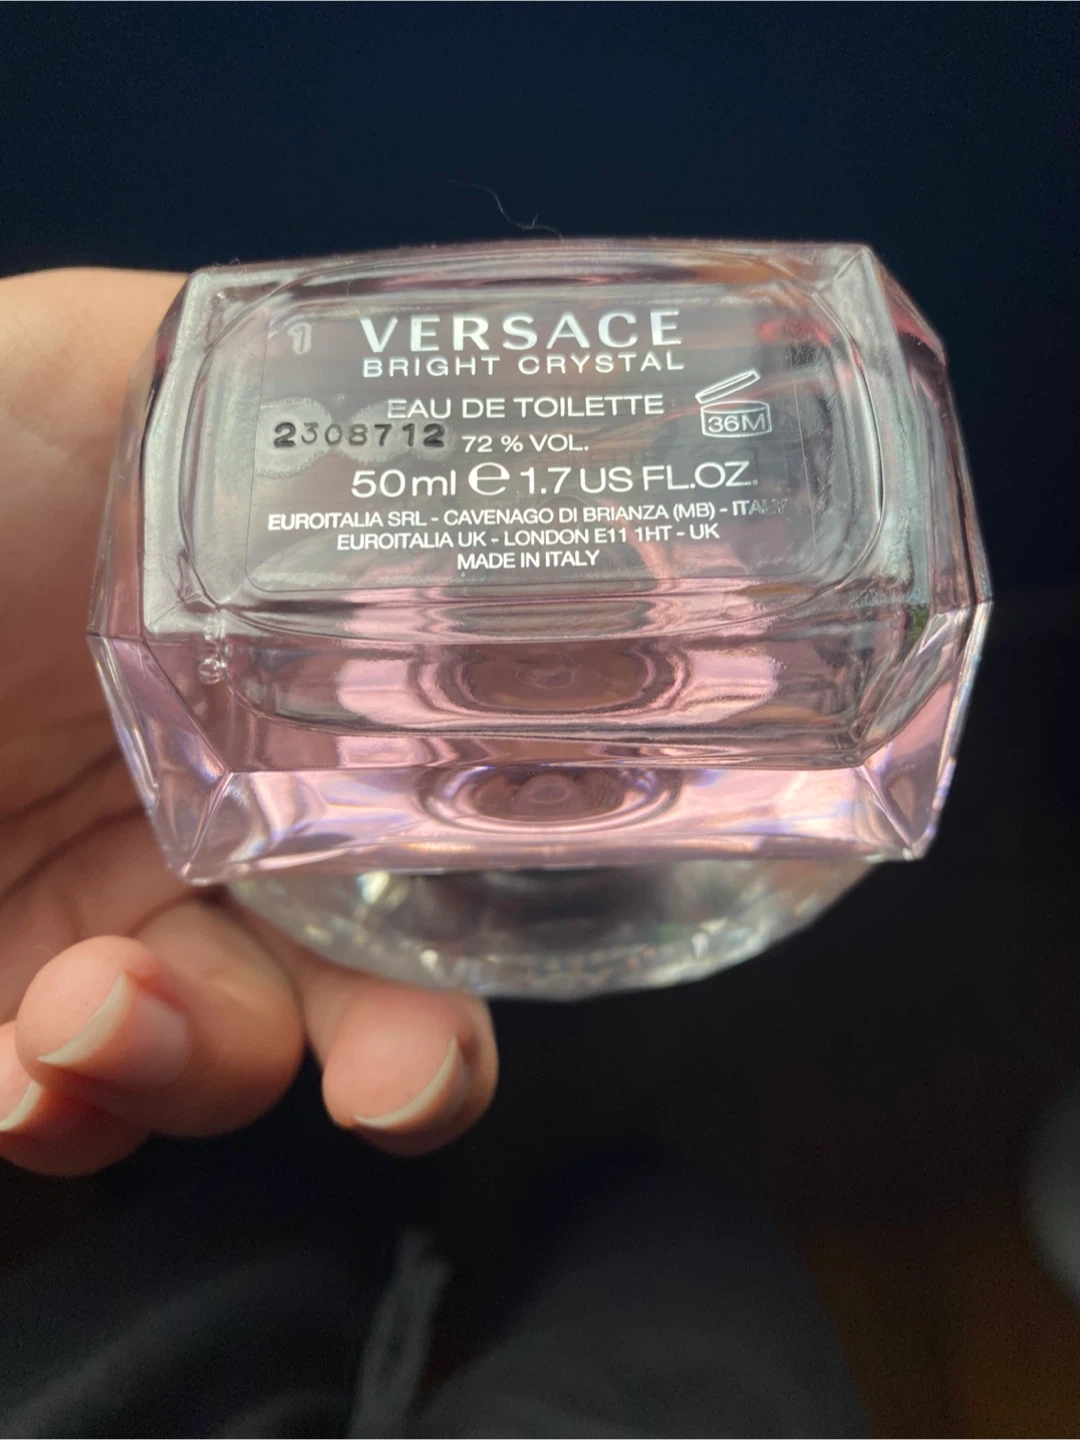 1
VERSACE
BRIGHT CRYSTAL
EAU DE TOILETTE
36M
2308712
72 % VOL.
50ml ℮ 1.7 US FL.OZ.
EUROITALIA SRL - CAVENAGO DI BRIANZA (MB) - ITALY
EUROITALIA UK - LONDON E11 1HT - UK
MADE IN ITALY